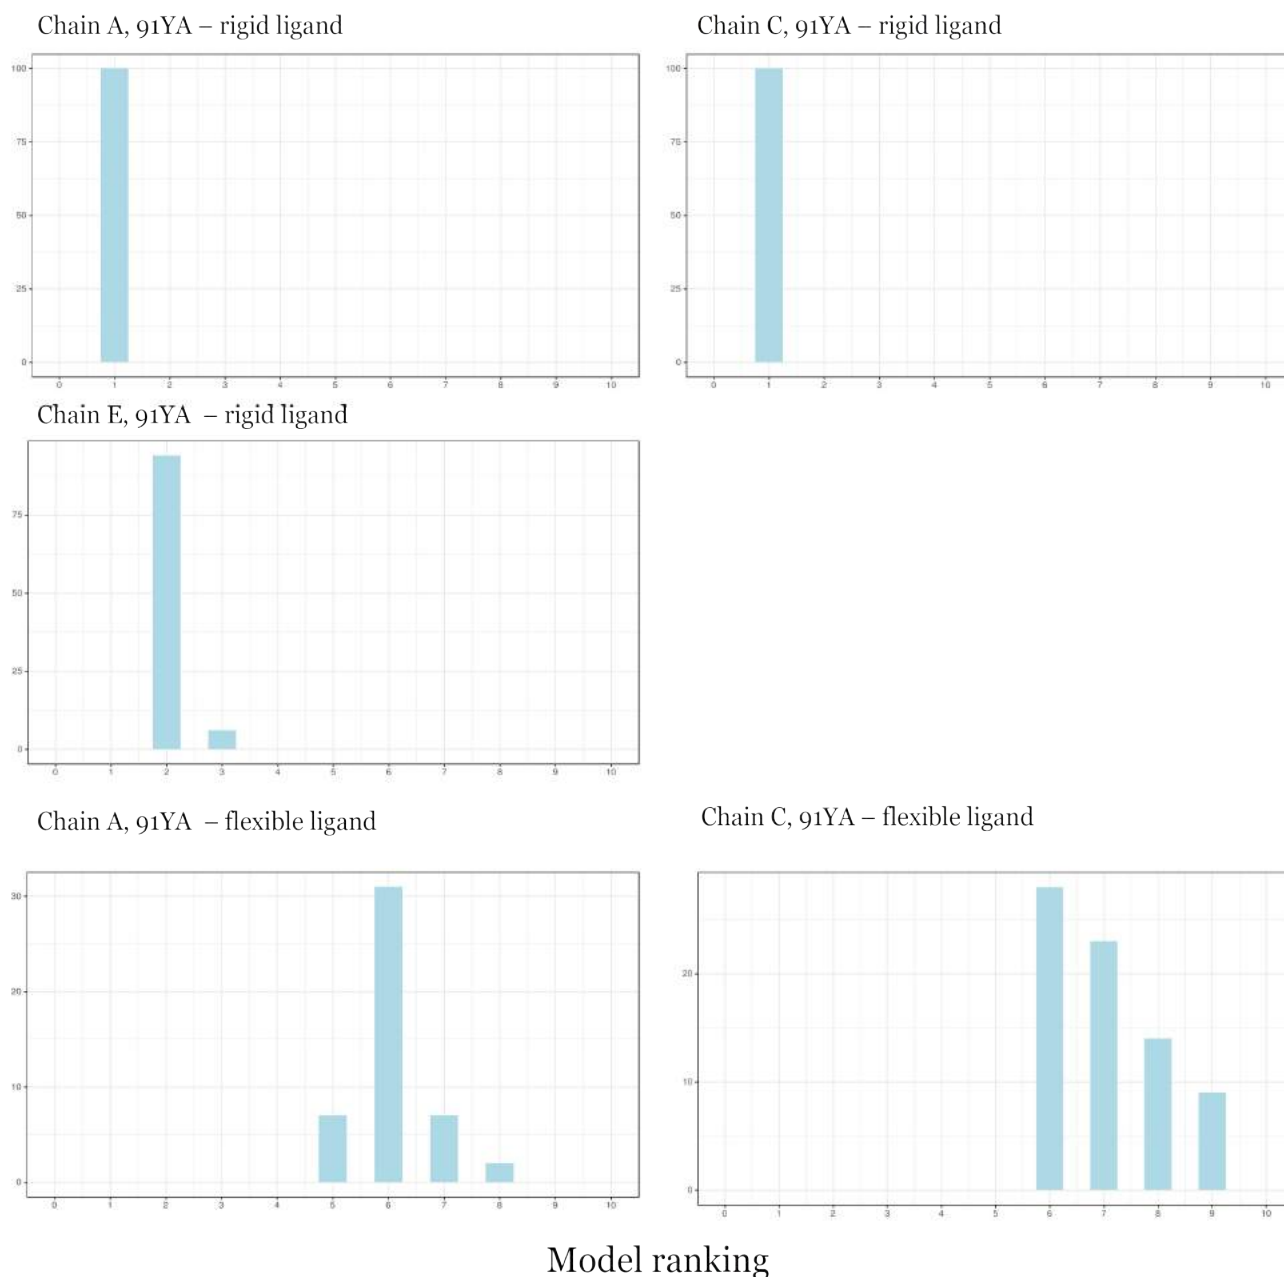 Chain A, 91YA – rigid ligand
Chain C, 91YA – rigid ligand
100
75
50
25
0
0 1 2 3 4 5 6 7 8 9 10
100
75
50
25
0
0 1 2 3 4 5 6 7 8 9 10
Chain E, 91YA – rigid ligand
75
50
25
0
0 1 2 3 4 5 6 7 8 9 10
Chain A, 91YA – flexible ligand
Chain C, 91YA – flexible ligand
30
20
10
0
0 1 2 3 4 5 6 7 8 9 10
20
10
0
0 1 2 3 4 5 6 7 8 9 10
Model ranking